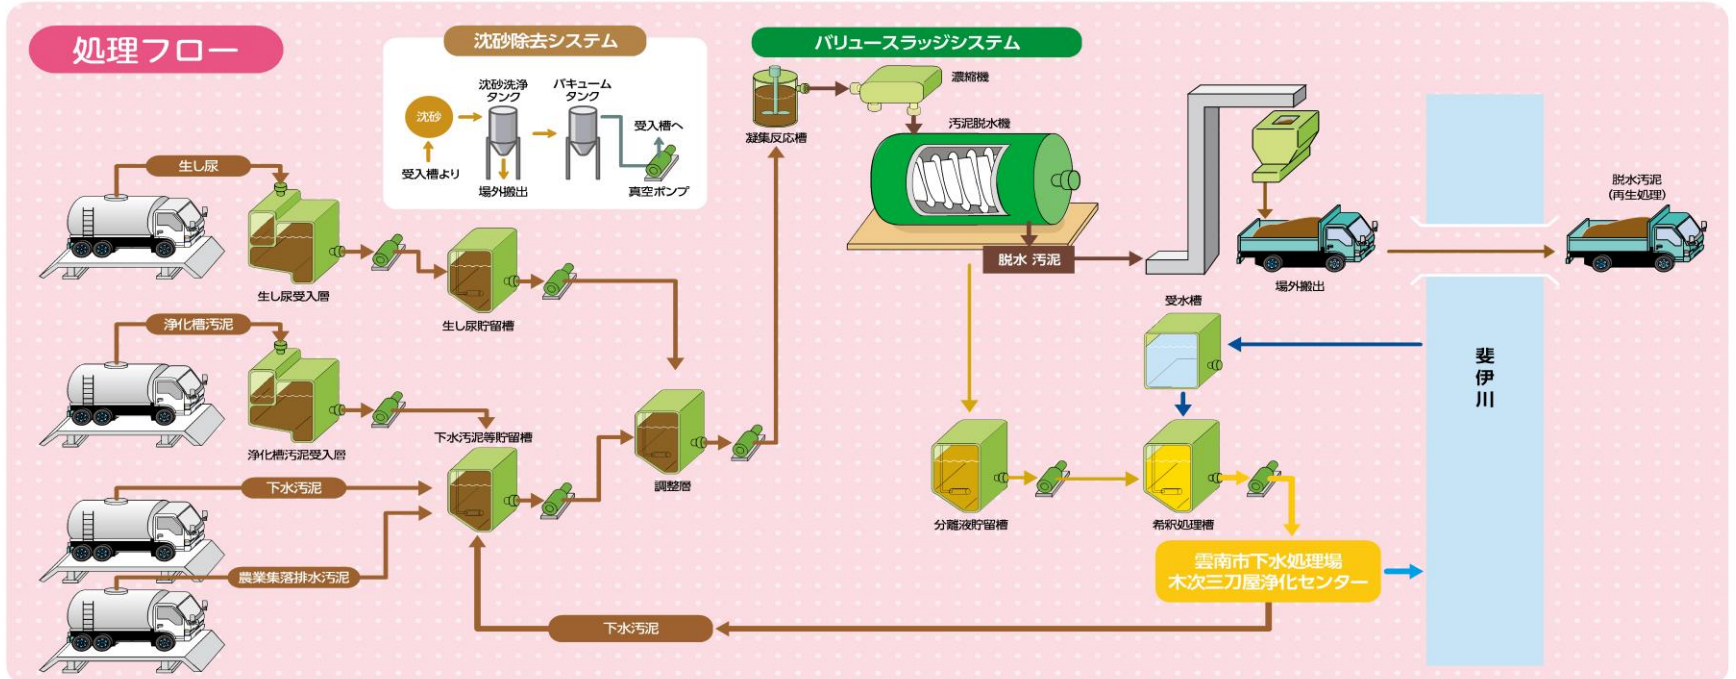 処理フロー
沈砂除去システム
沈砂
沈砂洗浄
タンク
バキューム
タンク
受入槽へ
受入槽より
場外搬出
真空ポンプ
バリュースラッジシステム
濃縮機
凝集反応槽
汚泥脱水機
脱水 汚泥
場外搬出
脱水汚泥
(再生処理)
生し尿
生し尿受入層
生し尿貯留槽
浄化槽汚泥
浄化槽汚泥受入層
下水汚泥等貯留槽
下水汚泥
農業集落排水汚泥
調整層
受水槽
斐伊川
分離液貯留槽
希釈処理槽
雲南市下水処理場
木次三刀屋浄化センター
下水汚泥